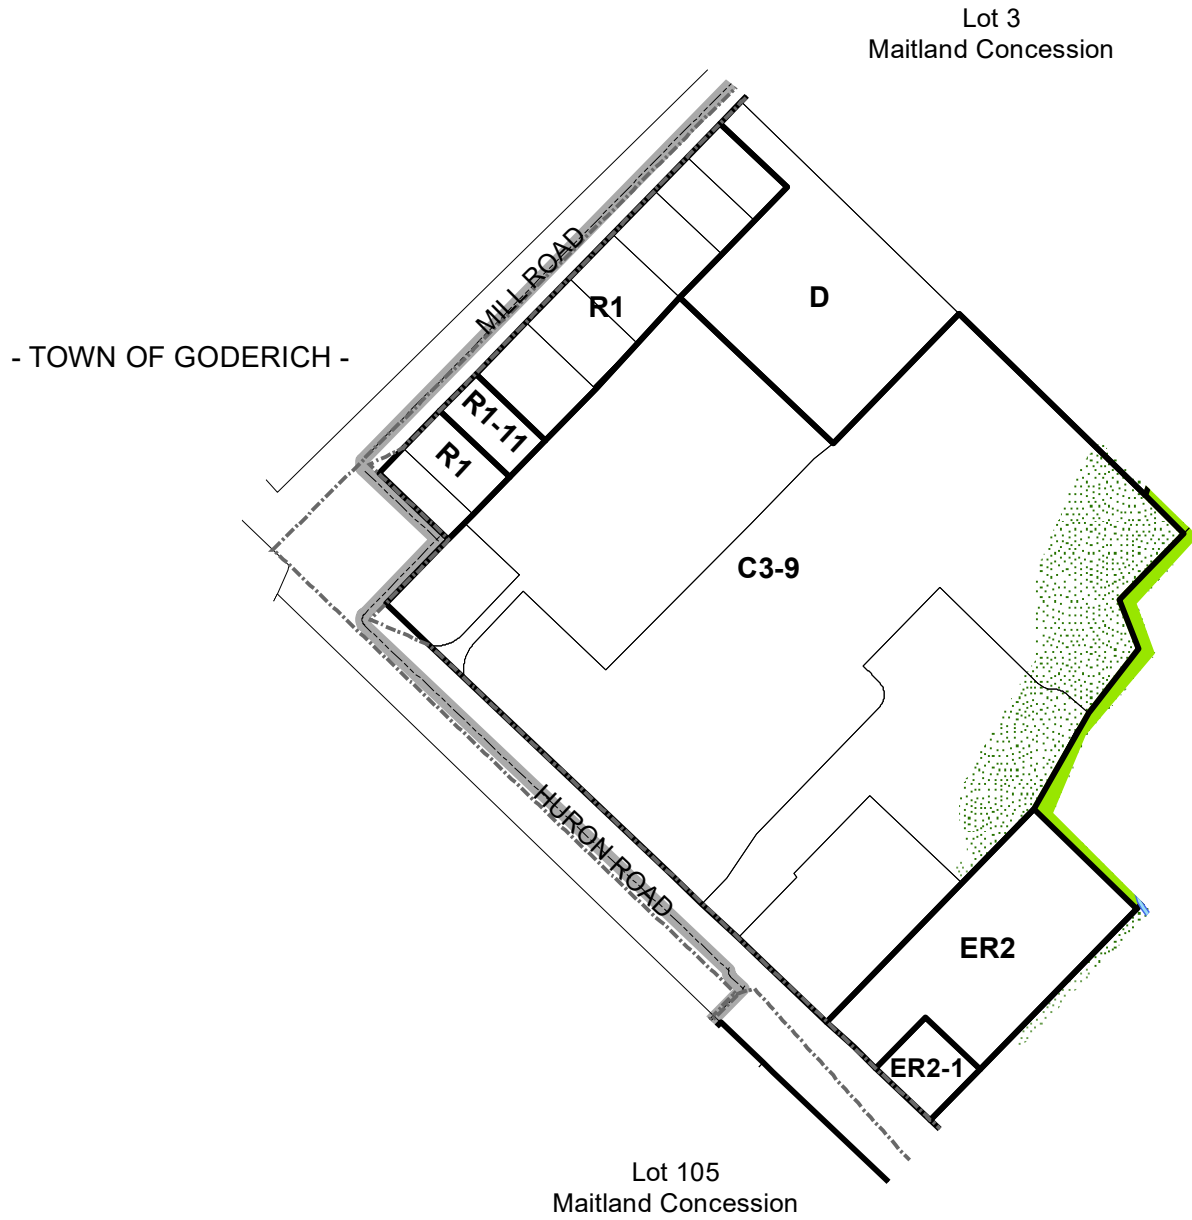 Lot 3
Maitland Concession
MILL ROAD
D
R1
- TOWN OF GODERICH -
R1-11
R1
C3-9
HURON ROAD
ER2
ER2-1
Lot 105
Maitland Concession